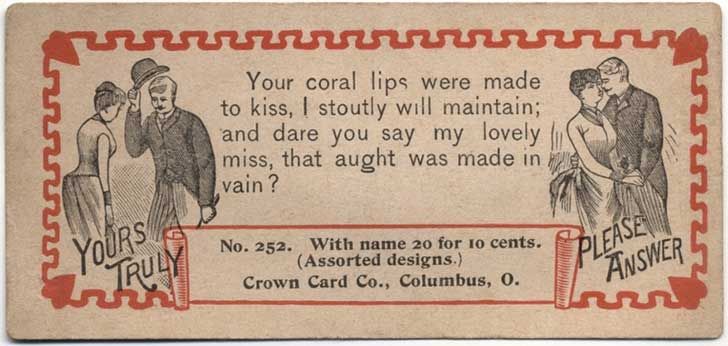 Your coral lips were made
to kiss, I stoutly will maintain;
and dare you say my lovely
miss, that aught was made in
vain?
YOURS
TRULY
No. 252. With name 20 for 10 cents.
(Assorted designs.)
Crown Card Co., Columbus, O.
PLEASE
ANSWER